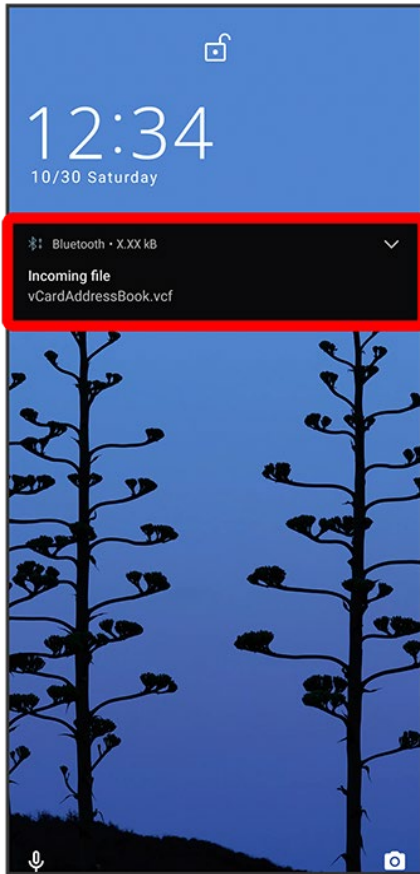 12:34
10/30 Saturday
Bluetooth • X.XX kB
Incoming file
vCardAddressBook.vcf